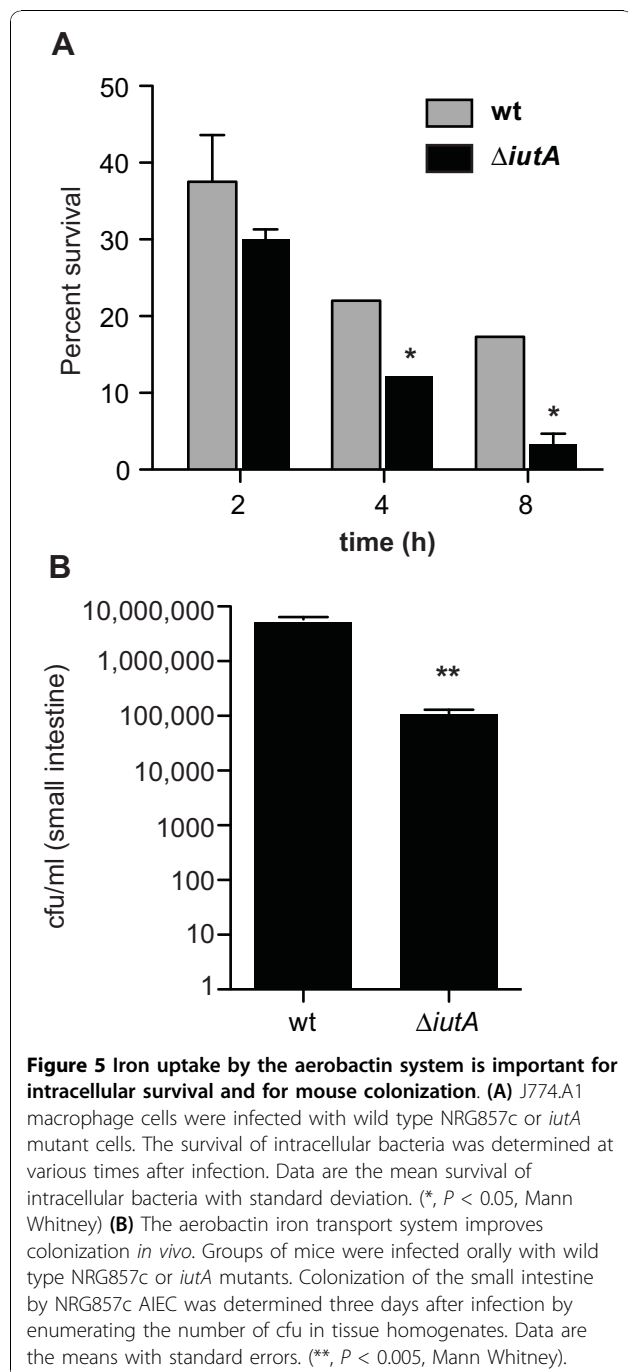 A
50
40
30
20
10
0
Percent survival
wt
ΔiutA
*
*
2
4
8
time (h)
B
10,000,000
1,000,000
100,000
10,000
1000
100
10
1
cfu/ml (small intestine)
**
wt
ΔiutA
Figure 5 Iron uptake by the aerobactin system is important for
intracellular survival and for mouse colonization. (A) J774.A1
macrophage cells were infected with wild type NRG857c or iutA
mutant cells. The survival of intracellular bacteria was determined at
various times after infection. Data are the mean survival of
intracellular bacteria with standard deviation. (*, P < 0.05, Mann
Whitney) (B) The aerobactin iron transport system improves
colonization in vivo. Groups of mice were infected orally with wild
type NRG857c or iutA mutants. Colonization of the small intestine
by NRG857c AIEC was determined three days after infection by
enumerating the number of cfu in tissue homogenates. Data are
the means with standard errors. (**, P < 0.005, Mann Whitney).